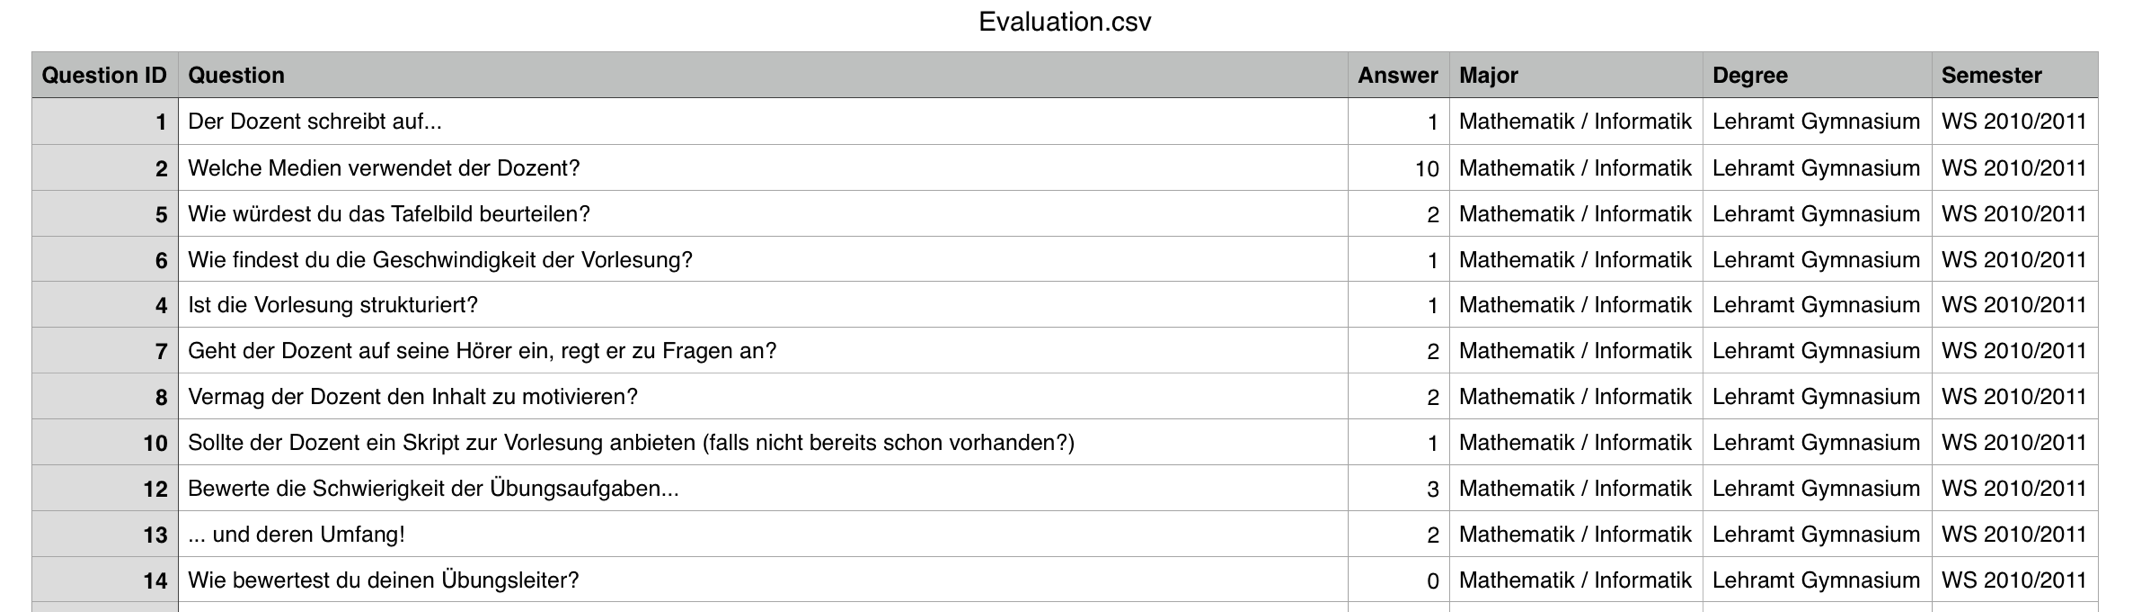 Evaluation.csv
Question ID Question Answer Major Degree Semester
1 Der Dozent schreibt auf... 1 Mathematik / Informatik Lehramt Gymnasium WS 2010/2011
2 Welche Medien verwendet der Dozent? 10 Mathematik / Informatik Lehramt Gymnasium WS 2010/2011
5 Wie würdest du das Tafelbild beurteilen? 2 Mathematik / Informatik Lehramt Gymnasium WS 2010/2011
6 Wie findest du die Geschwindigkeit der Vorlesung? 1 Mathematik / Informatik Lehramt Gymnasium WS 2010/2011
4 Ist die Vorlesung strukturiert? 1 Mathematik / Informatik Lehramt Gymnasium WS 2010/2011
7 Geht der Dozent auf seine Hörer ein, regt er zu Fragen an? 2 Mathematik / Informatik Lehramt Gymnasium WS 2010/2011
8 Vermag der Dozent den Inhalt zu motivieren? 2 Mathematik / Informatik Lehramt Gymnasium WS 2010/2011
10 Sollte der Dozent ein Skript zur Vorlesung anbieten (falls nicht bereits schon vorhanden?) 1 Mathematik / Informatik Lehramt Gymnasium WS 2010/2011
12 Bewerte die Schwierigkeit der Übungsaufgaben... 3 Mathematik / Informatik Lehramt Gymnasium WS 2010/2011
13 ... und deren Umfang! 2 Mathematik / Informatik Lehramt Gymnasium WS 2010/2011
14 Wie bewertest du deinen Übungsleiter? 0 Mathematik / Informatik Lehramt Gymnasium WS 2010/2011